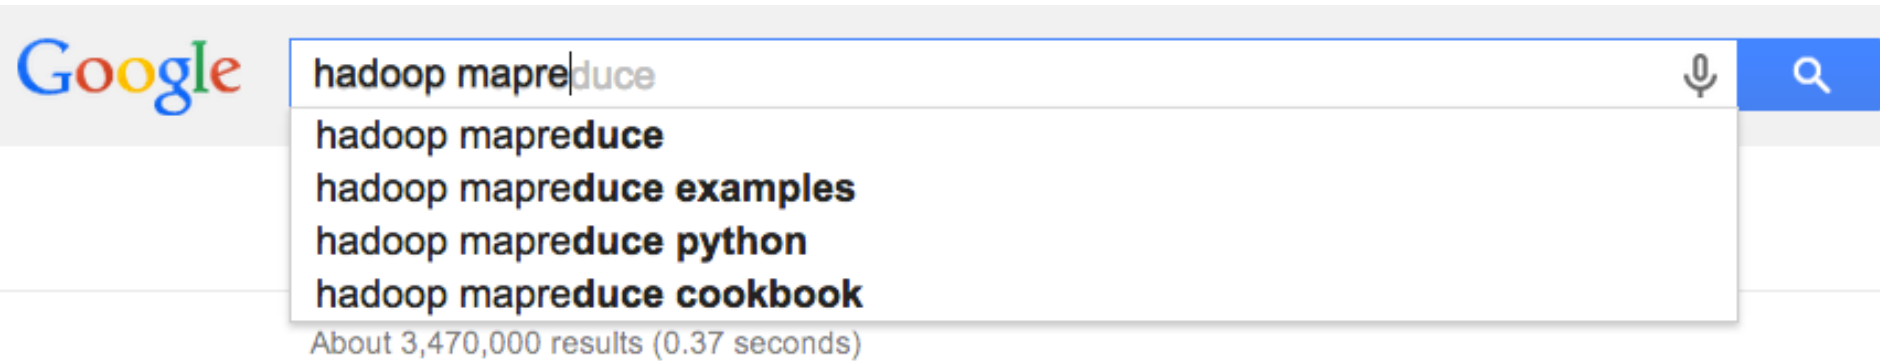 Google
hadoop mapreduce
hadoop mapreduce
hadoop mapreduce examples
hadoop mapreduce python
hadoop mapreduce cookbook
About 3,470,000 results (0.37 seconds)